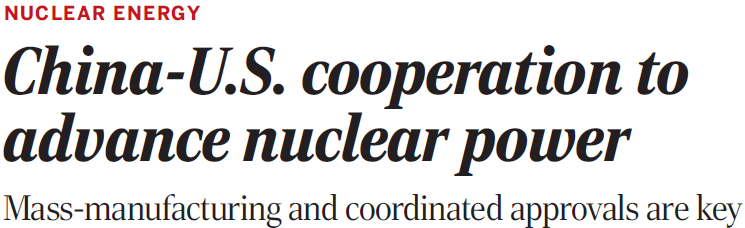 NUCLEAR ENERGY
China-U.S. cooperation to
advance nuclear power
Mass-manufacturing and coordinated approvals are key